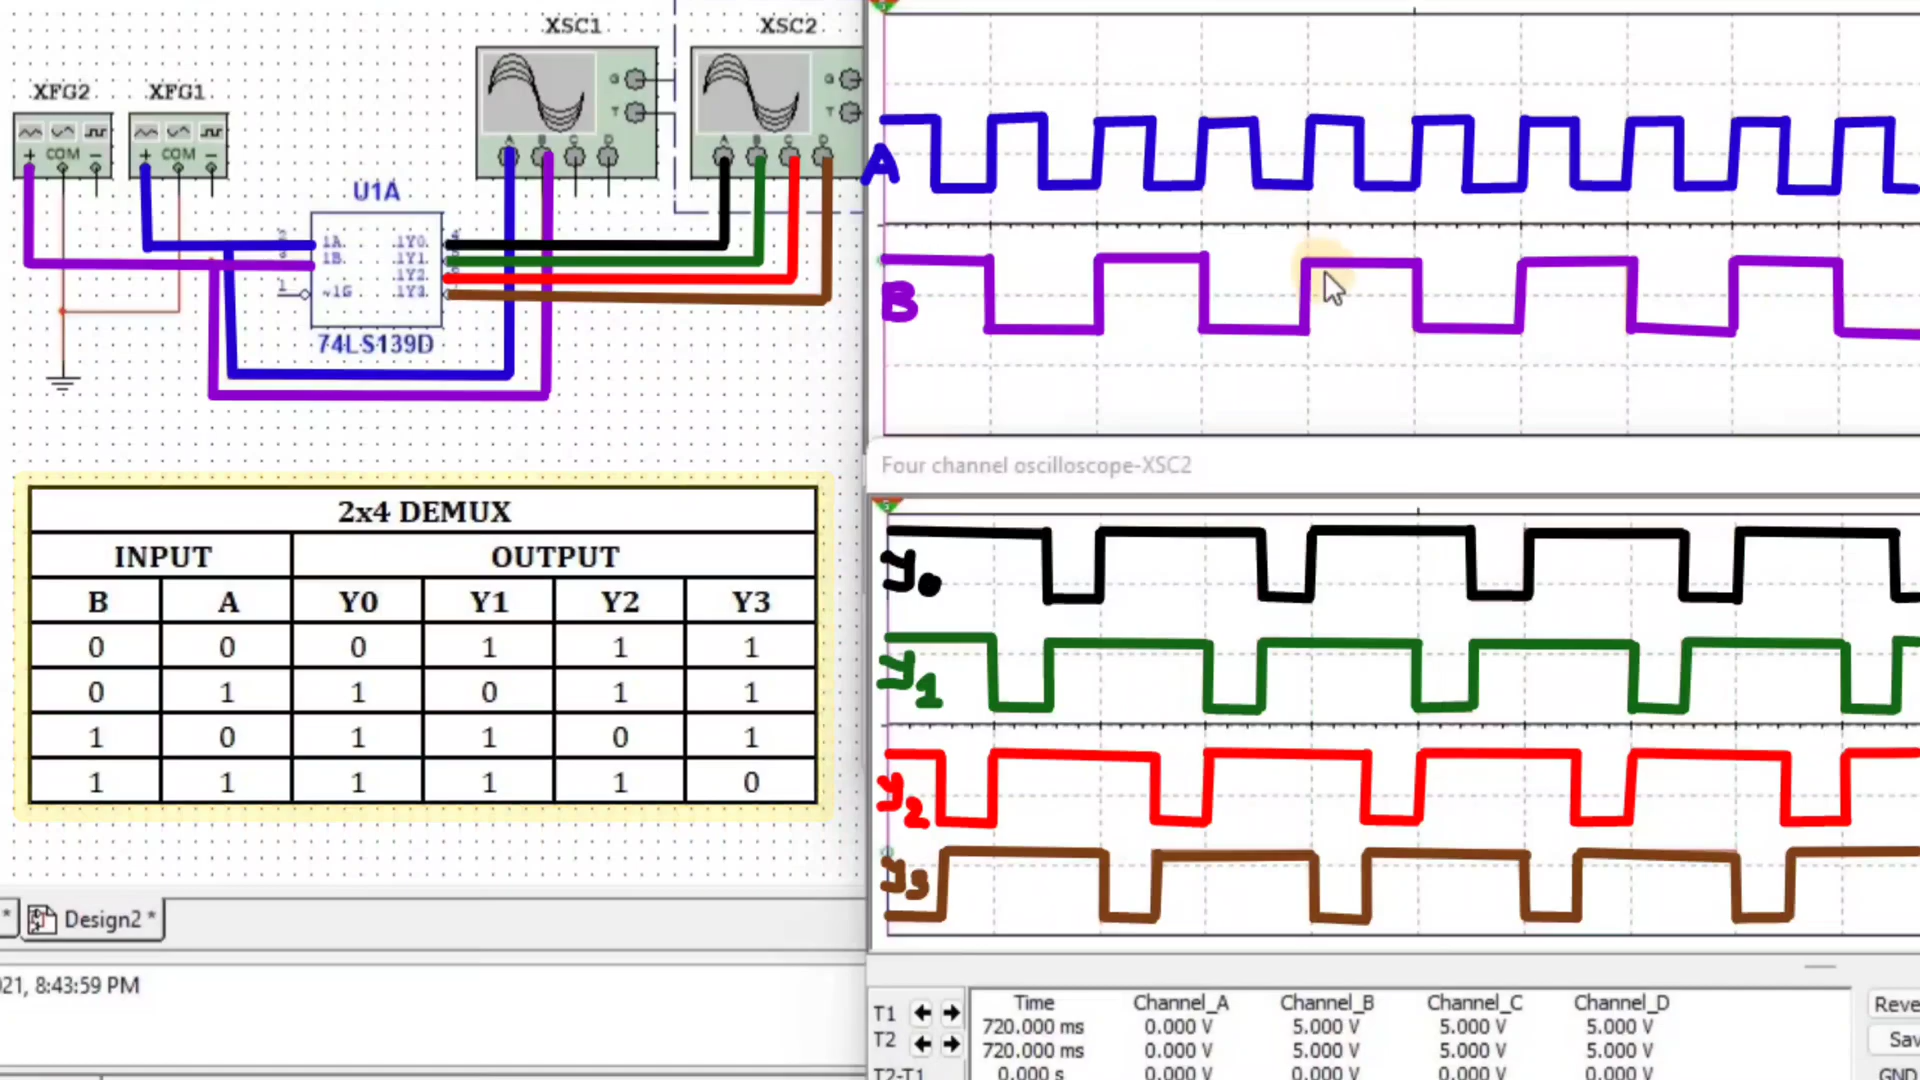 XSC1
XSC2
XFG2
XFG1
G
T
G
T
A B C D
A B C D
+ COM −
+ COM −
U1A
1A
1B
~1G
1Y0
1Y1
1Y2
1Y3
1
74LS139D
A
B
Four channel oscilloscope-XSC2
Y0
Y1
Y2
Y3
2x4 DEMUX
INPUT OUTPUT
B A Y0 Y1 Y2 Y3
0 0 0 1 1 1
0 1 1 0 1 1
1 0 1 1 0 1
1 1 1 1 1 0
* Design2 *
021, 8:43:59 PM
Time Channel_A Channel_B Channel_C Channel_D
T1 720.000 ms 0.000 V 5.000 V 5.000 V 5.000 V
T2 720.000 ms 0.000 V 5.000 V 5.000 V 5.000 V
T2-T1 0.000 s 0.000 V 0.000 V 0.000 V 0.000 V
Reve
Sav
GND